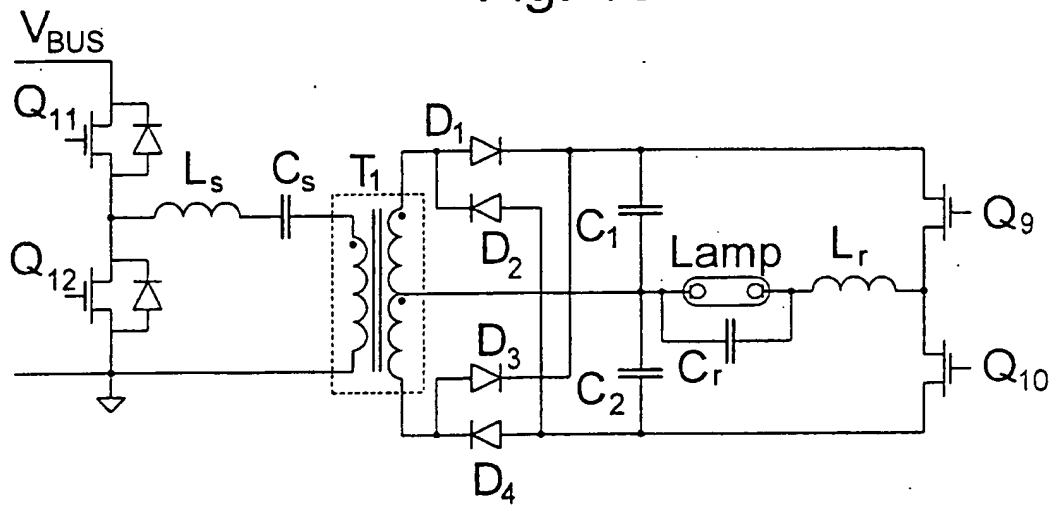 V_BUS
Q_11
L_s
C_s
T_1
D_1
D_2
C_1
Q_9
Lamp
L_r
Q_12
D_3
C_r
C_2
Q_10
D_4